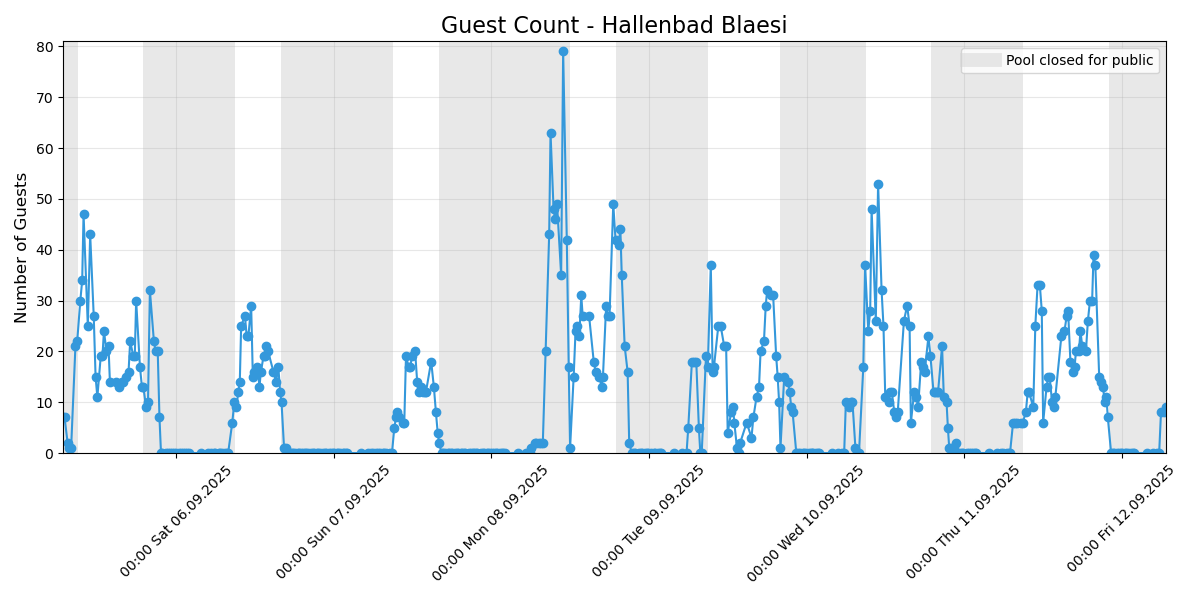 Guest Count - Hallenbad Blaesi
Pool closed for public
Number of Guests
80
70
60
50
40
30
20
10
0
00:00 Sat 06.09.2025
00:00 Sun 07.09.2025
00:00 Mon 08.09.2025
00:00 Tue 09.09.2025
00:00 Wed 10.09.2025
00:00 Thu 11.09.2025
00:00 Fri 12.09.2025